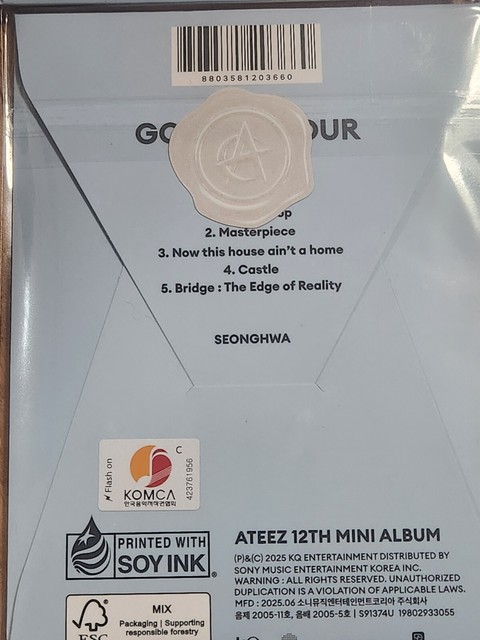 8803581203660
GO OUR
op
2. Masterpiece
3. Now this house ain't a home
4. Castle
5. Bridge : The Edge of Reality
SEONGHWA
Flash on
C
KOMCA
한국음악저작권협회
423761956
PRINTED WITH
SOY INK
ATEEZ 12TH MINI ALBUM
(P)&(C) 2025 KQ ENTERTAINMENT DISTRIBUTED BY
SONY MUSIC ENTERTAINMENT KOREA INC.
WARNING : ALL RIGHTS RESERVED. UNAUTHORIZED
DUPLICATION IS A VIOLATION OF APPLICABLE LAWS.
MFD : 2025.06 소니뮤직엔터테인먼트코리아 주식회사
음제 2005-11호, 음배 2005-5호 | S91374U 19802933055
MIX
Packaging | Supporting
responsible forestry
FSC